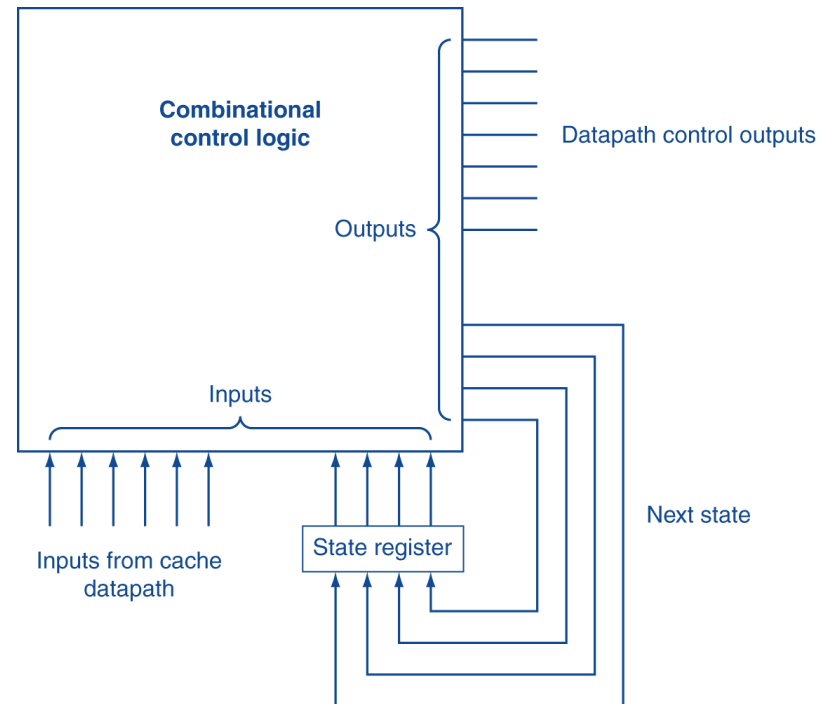 Combinational
control logic
Datapath control outputs
Outputs
Inputs
Next state
State register
Inputs from cache
datapath